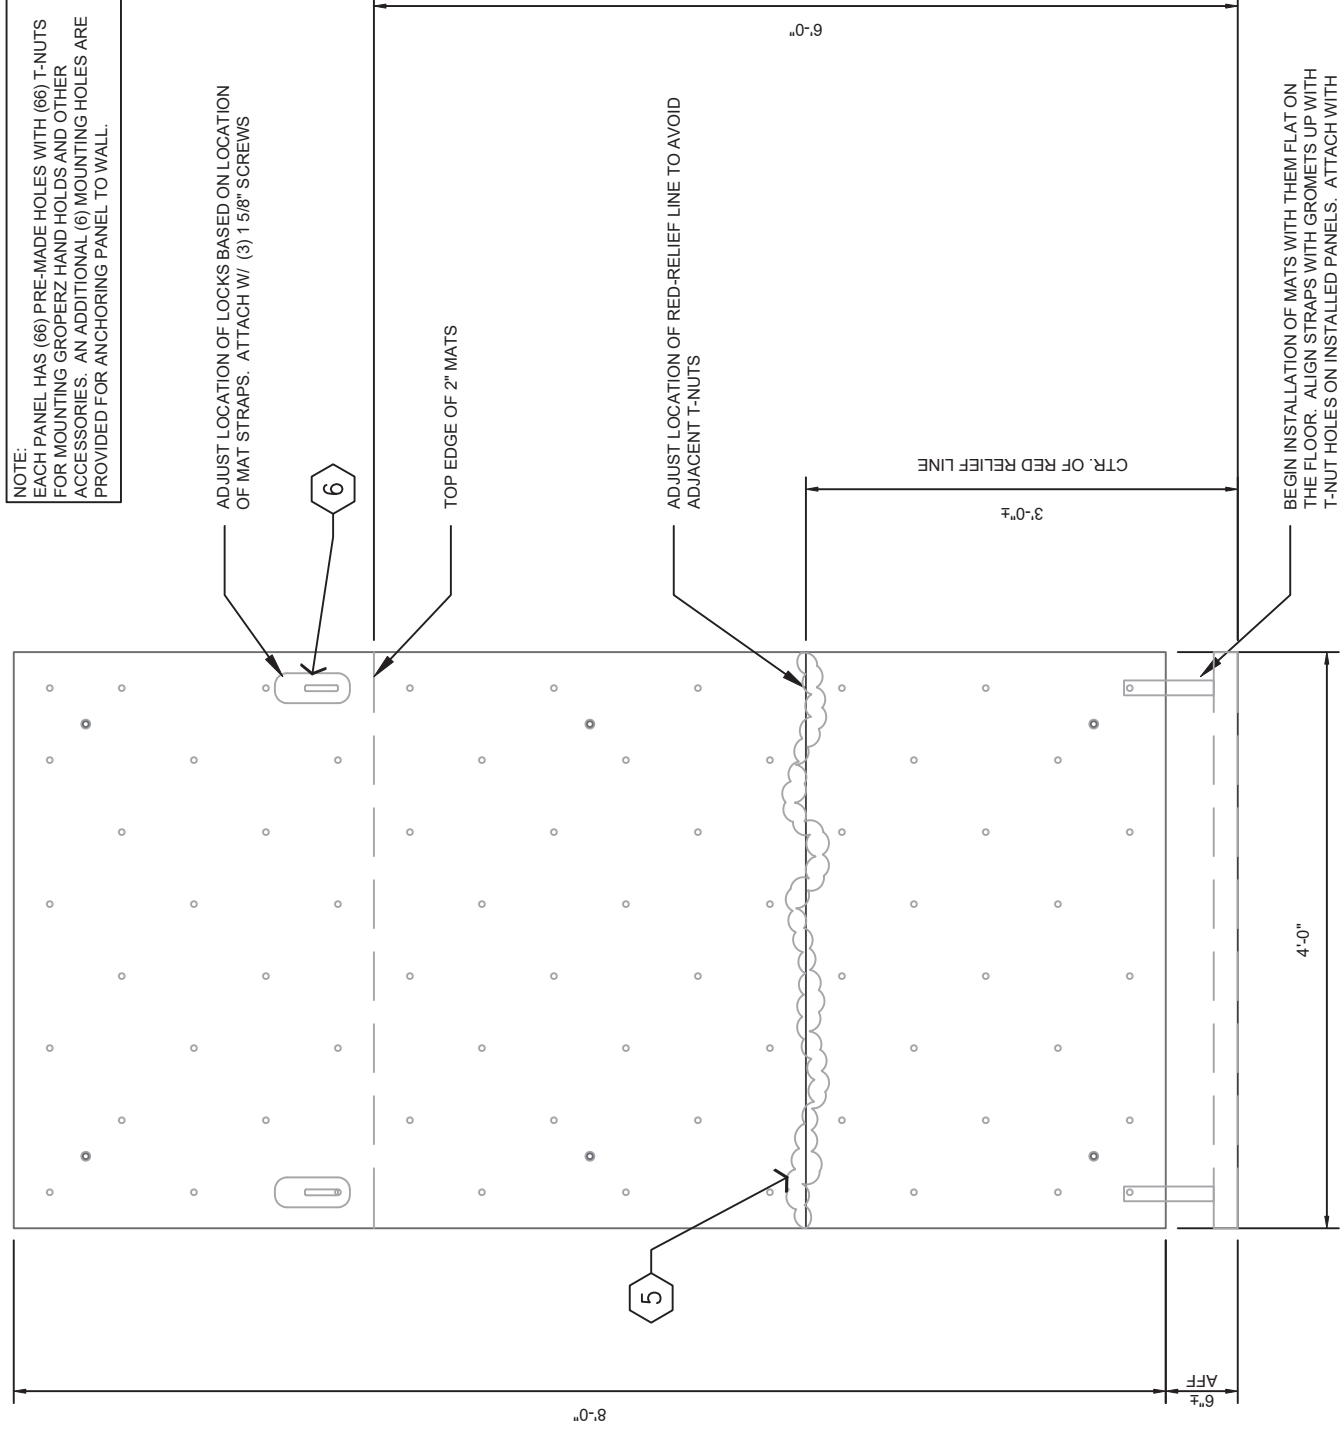 NOTE:
EACH PANEL HAS (66) PRE-MADE HOLES WITH (66) T-NUTS
FOR MOUNTING GROPERZ HAND HOLDS AND OTHER
ACCESSORIES. AN ADDITIONAL (6) MOUNTING HOLES ARE
PROVIDED FOR ANCHORING PANEL TO WALL.
ADJUST LOCATION OF LOCKS BASED ON LOCATION
OF MAT STRAPS. ATTACH W/ (3) 1 5/8" SCREWS
6
TOP EDGE OF 2" MATS
6'-0"
ADJUST LOCATION OF RED-RELIEF LINE TO AVOID
ADJACENT T-NUTS
CTR. OF RED RELIEF LINE
3'-0"±
BEGIN INSTALLATION OF MATS WITH THEM FLAT ON
THE FLOOR. ALIGN STRAPS WITH GROMETS UP WITH
T-NUT HOLES ON INSTALLED PANELS. ATTACH WITH
5
4'-0"
8'-0"
6"±
AFF